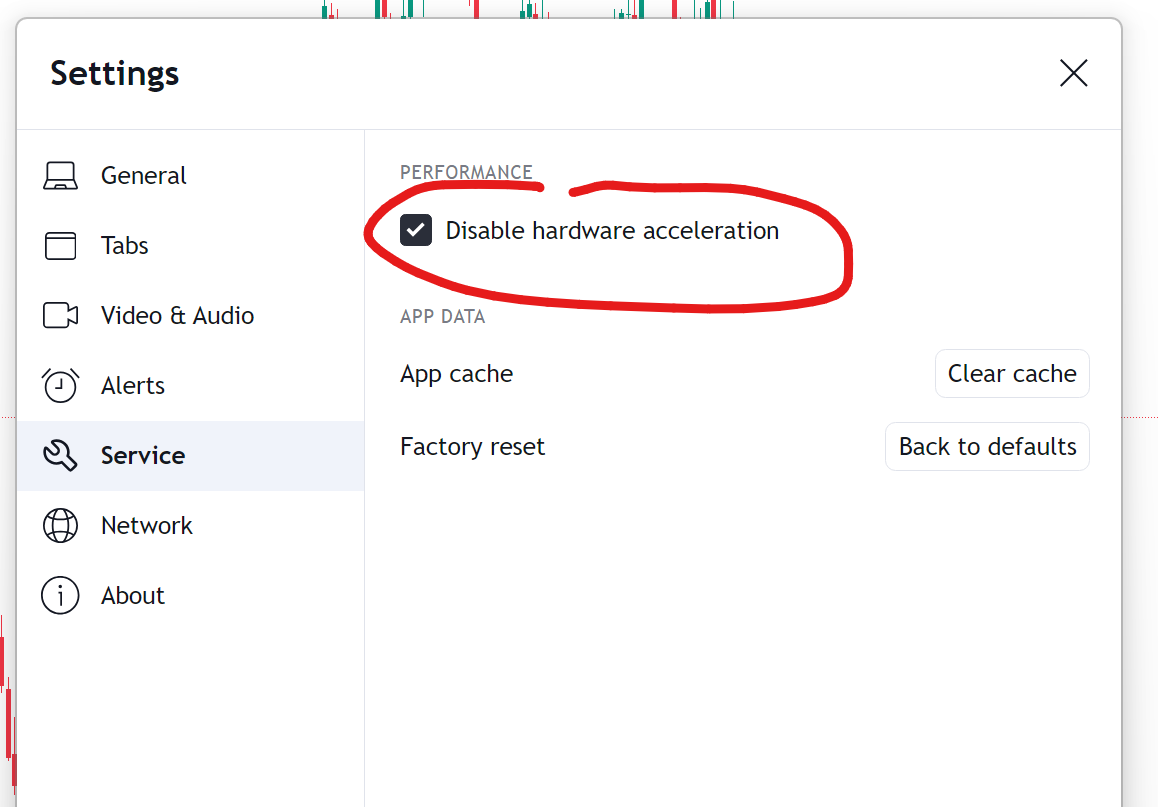 Settings
General
Tabs
Video & Audio
Alerts
Service
Network
About
PERFORMANCE
Disable hardware acceleration
APP DATA
App cache
Clear cache
Factory reset
Back to defaults